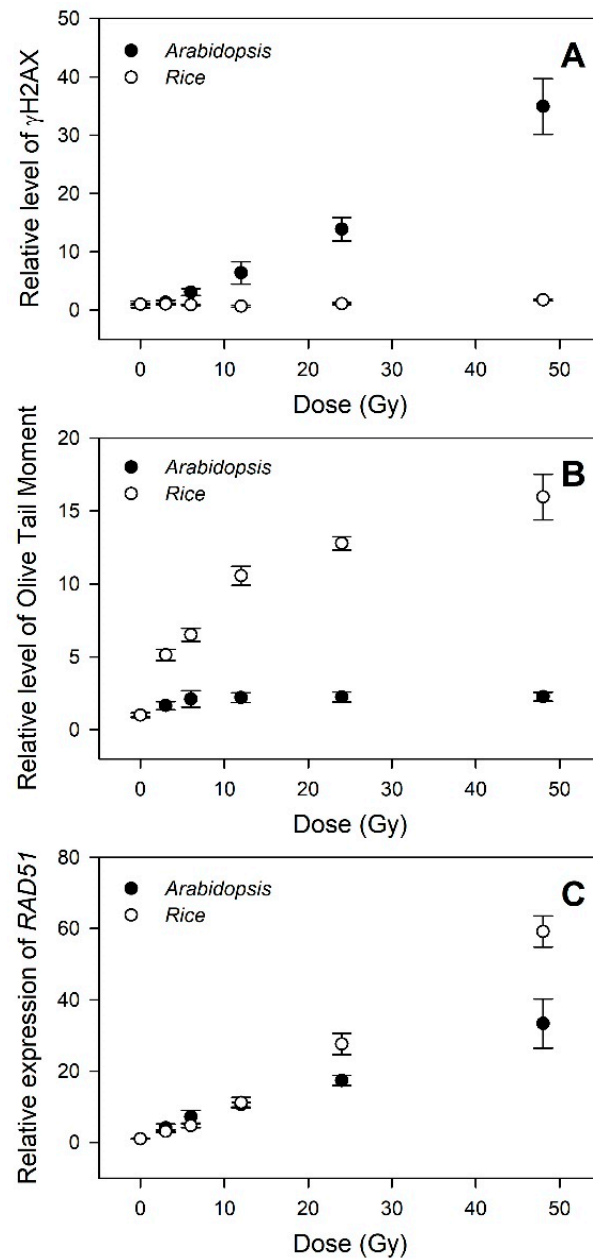 A
Arabidopsis
Rice
Relative level of γH2AX
50
40
30
20
10
0
0 10 20 30 40 50
Dose (Gy)
B
Arabidopsis
Rice
Relative level of Olive Tail Moment
20
15
10
5
0
0 10 20 30 40 50
Dose (Gy)
C
Arabidopsis
Rice
Relative expression of RAD51
80
60
40
20
0
0 10 20 30 40 50
Dose (Gy)